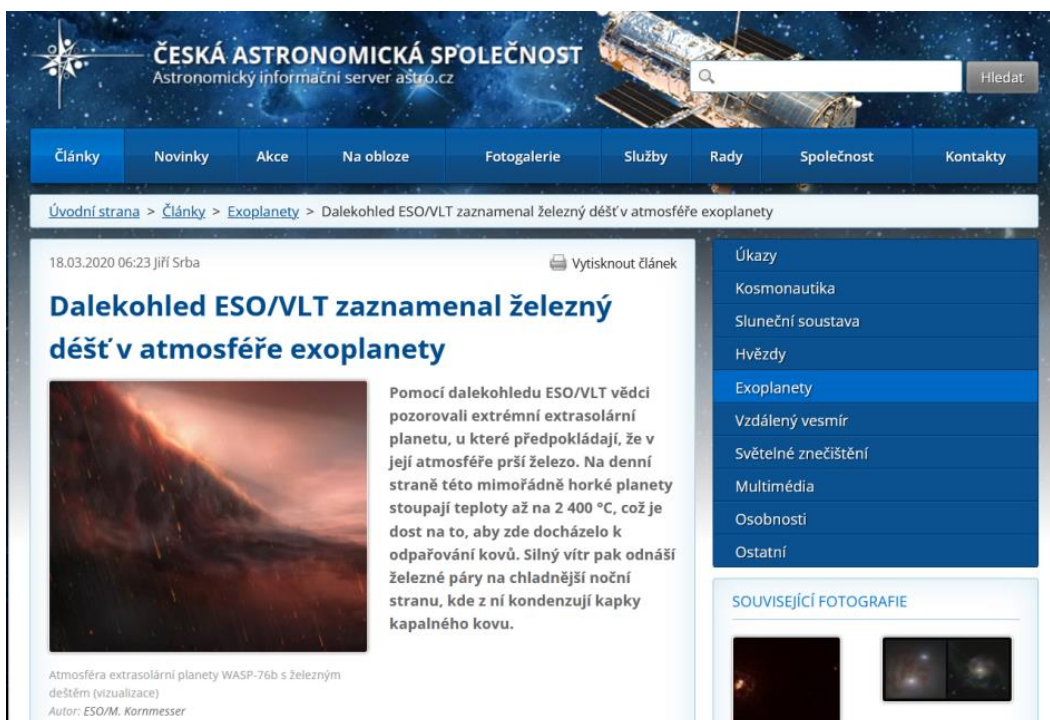 ČESKÁ ASTRONOMICKÁ SPOLEČNOST
Astronomický informační server astro.cz
Hledat
Články Novinky Akce Na obloze Fotogalerie Služby Rady Společnost Kontakty
Úvodní strana > Články > Exoplanety > Dalekohled ESO/VLT zaznamenal železný déšť v atmosféře exoplanety
18.03.2020 06:23 Jiří Srba
Vytisknout článek
Dalekohled ESO/VLT zaznamenal železný
déšť v atmosféře exoplanety
Pomocí dalekohledu ESO/VLT vědci
pozorovali extrémní extrasolární
planetu, u které předpokládají, že v
její atmosféře prší železo. Na denní
straně této mimořádně horké planety
stoupají teploty až na 2 400 °C, což je
dost na to, aby zde docházelo k
odpařování kovů. Silný vítr pak odnáší
železné páry na chladnější noční
stranu, kde z ní kondenzují kapky
kapalného kovu.
Atmosféra extrasolární planety WASP-76b s železným
deštěm (vizualizace)
Autor: ESO/M. Kornmesser
Úkazy
Kosmonautika
Sluneční soustava
Hvězdy
Exoplanety
Vzdálený vesmír
Světelné znečištění
Multimédia
Osobnosti
Ostatní
SOUVISEJÍCÍ FOTOGRAFIE